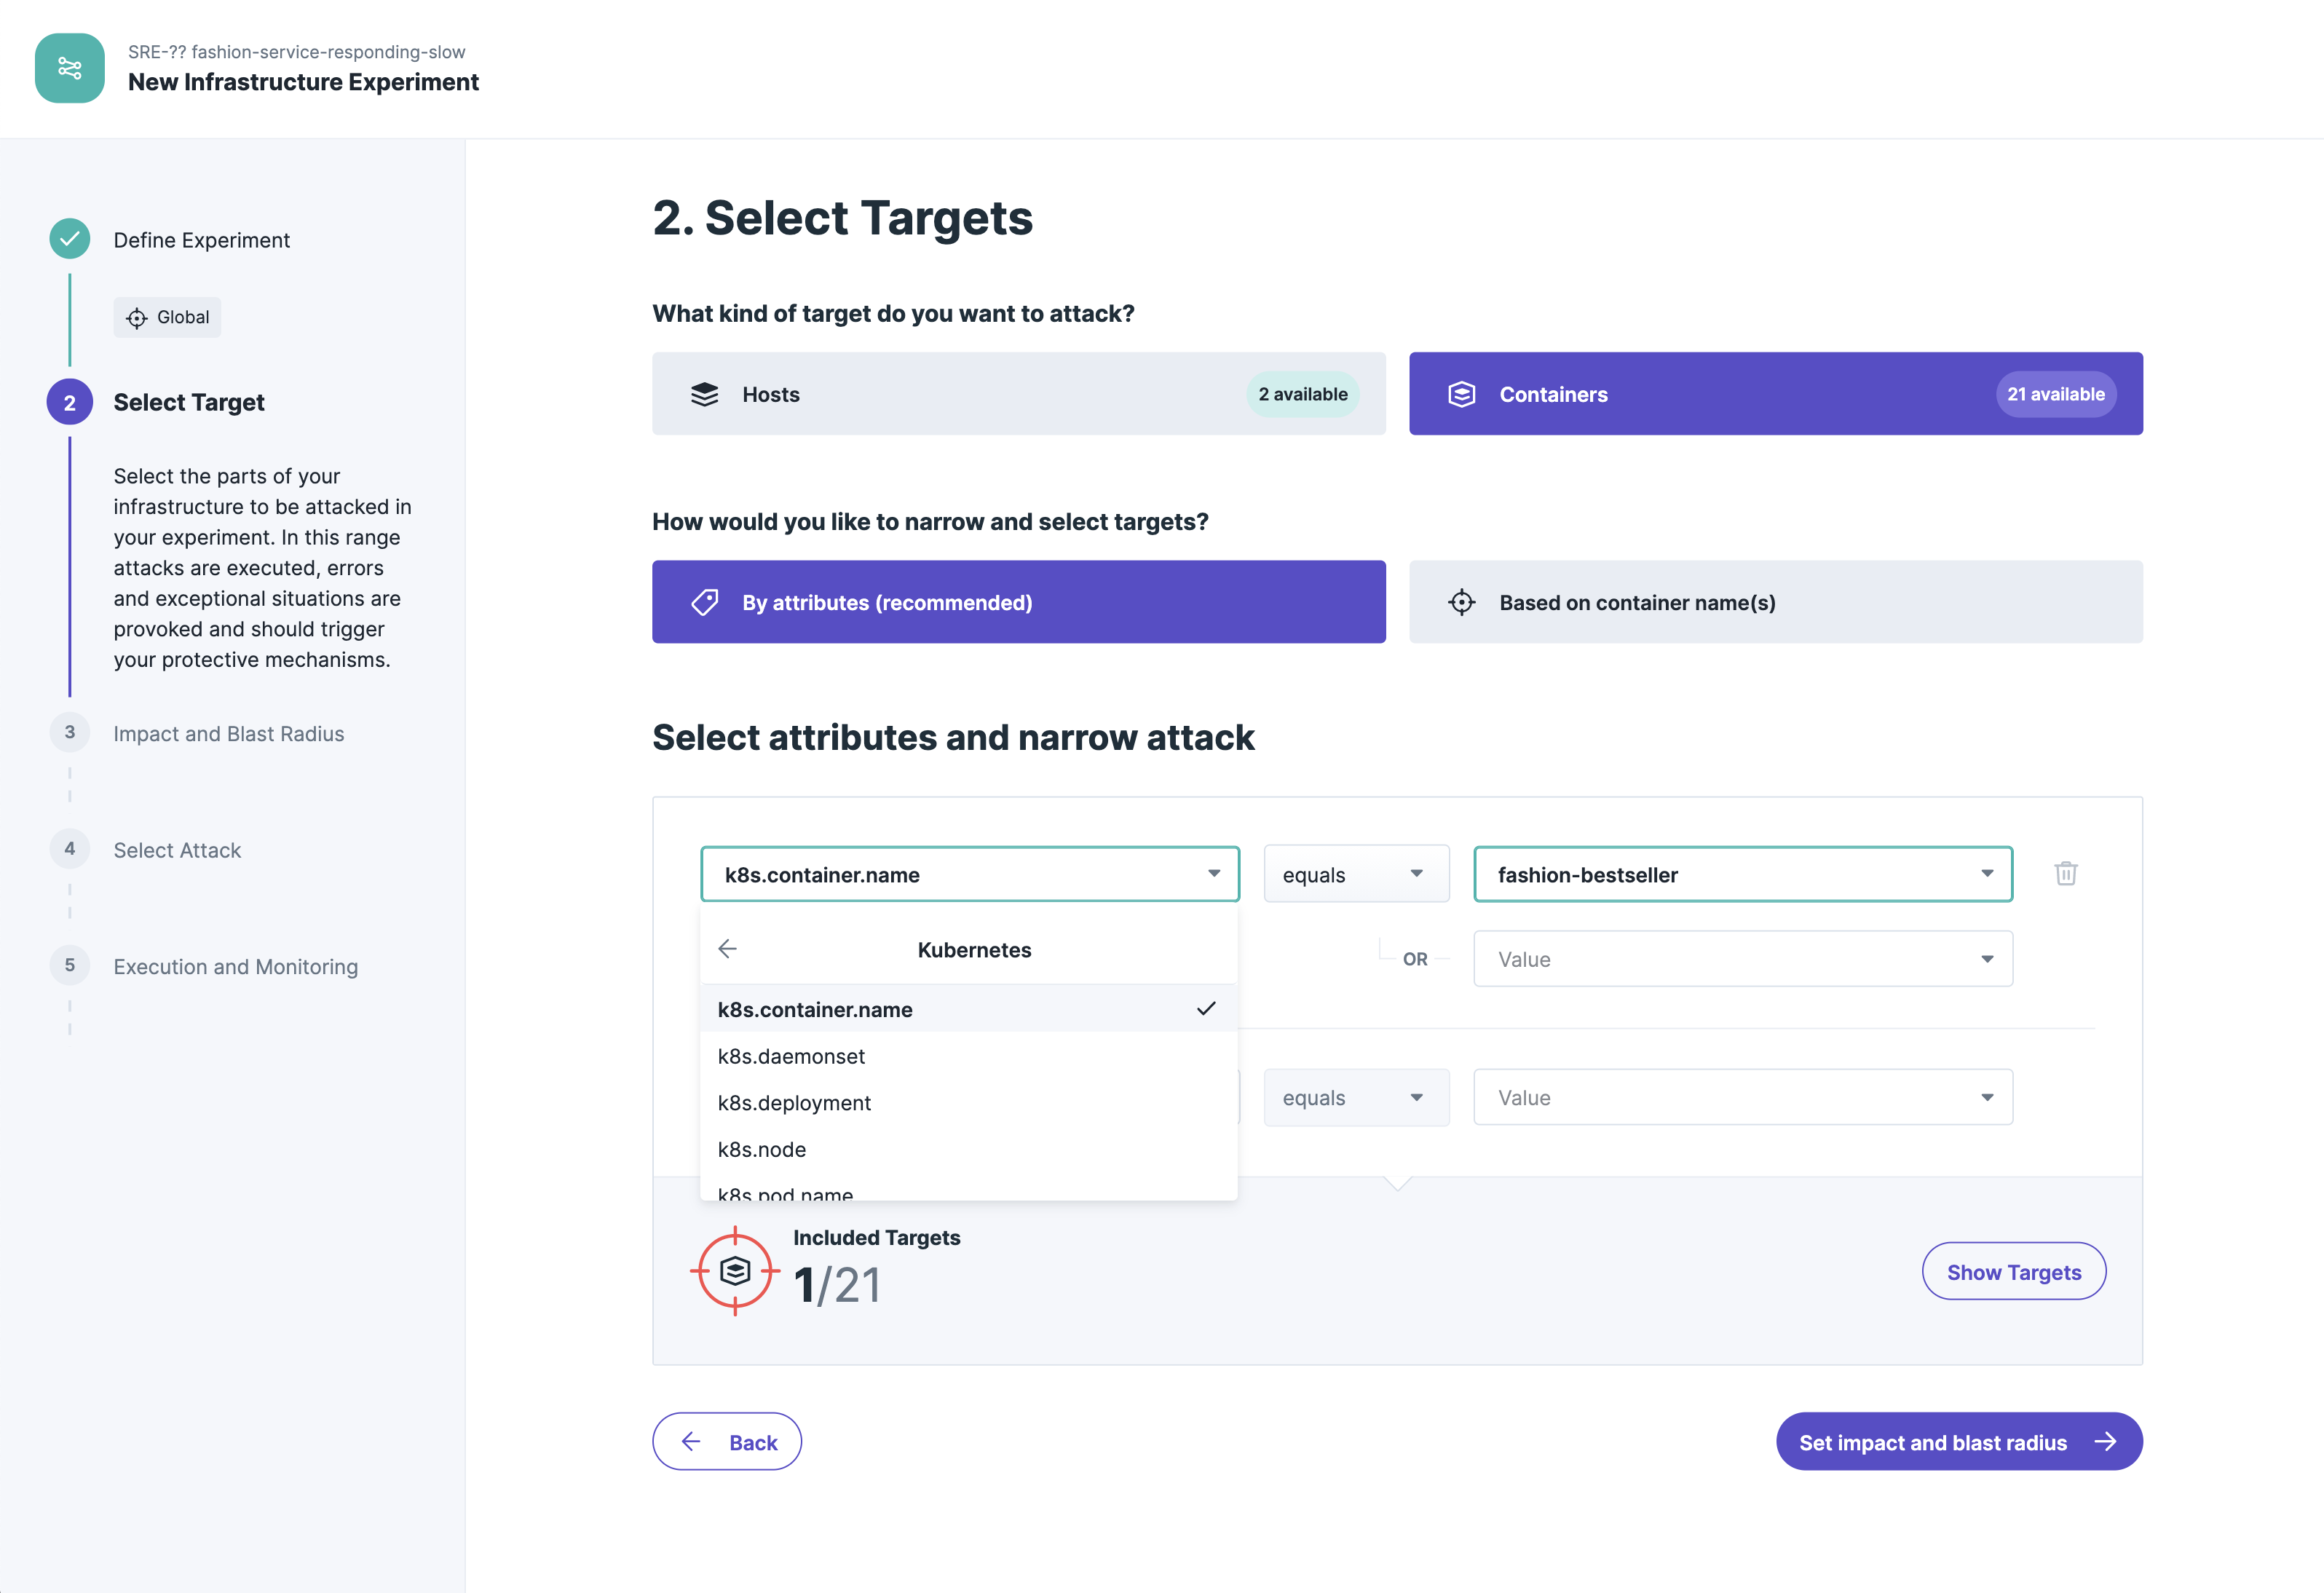 SRE-?? fashion-service-responding-slow
New Infrastructure Experiment
Define Experiment
Global
2
Select Target
Select the parts of your
infrastructure to be attacked in
your experiment. In this range
attacks are executed, errors
and exceptional situations are
provoked and should trigger
your protective mechanisms.
3
Impact and Blast Radius
4
Select Attack
5
Execution and Monitoring
2. Select Targets
What kind of target do you want to attack?
Hosts
2 available
Containers
21 available
How would you like to narrow and select targets?
By attributes (recommended)
Based on container name(s)
Select attributes and narrow attack
k8s.container.name
equals
fashion-bestseller
OR
Value
Kubernetes
k8s.container.name
k8s.daemonset
k8s.deployment
k8s.node
k8s.pod.name
equals
Value
Included Targets
1/21
Show Targets
Back
Set impact and blast radius